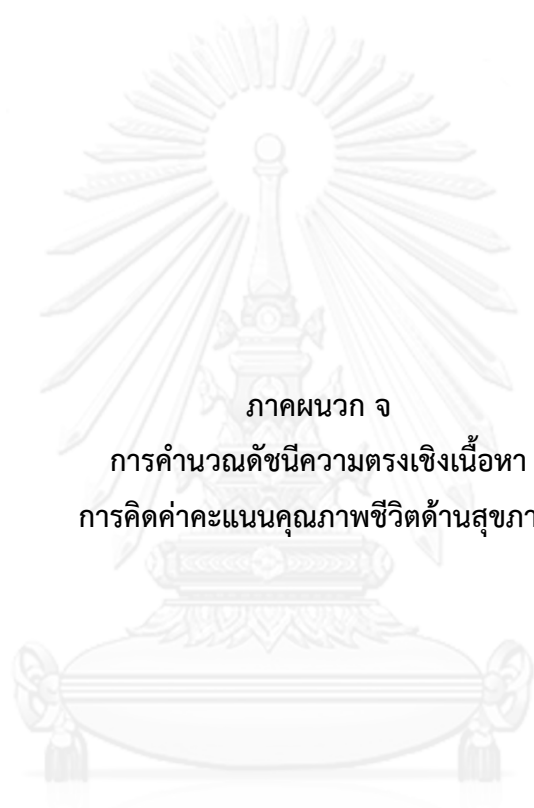 ภาคผนวก จ
การคำนวณดัชนีความตรงเชิงเนื้อหา
การคิดค่าคะแนนคุณภาพชีวิตด้านสุขภา